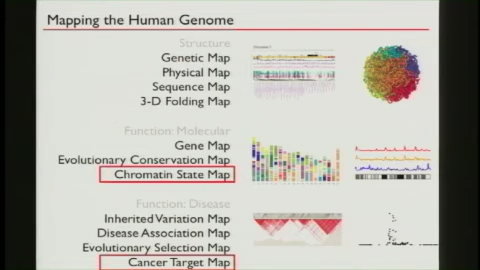 Mapping the Human Genome
Structure
Genetic Map
Physical Map
Sequence Map
3-D Folding Map
Function: Molecular
Gene Map
Evolutionary Conservation Map
Chromatin State Map
Function: Disease
Inherited Variation Map
Disease Association Map
Evolutionary Selection Map
Cancer Target Map